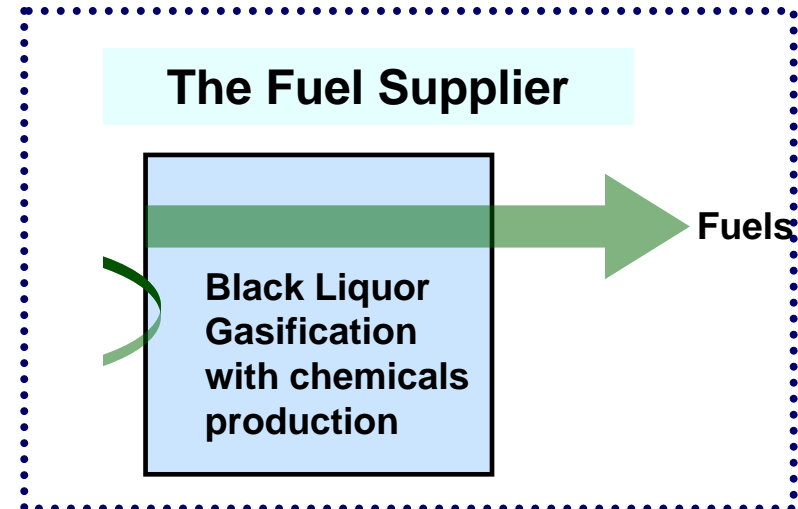 The Fuel Supplier
Fuels
Black Liquor
Gasification
with chemicals
production